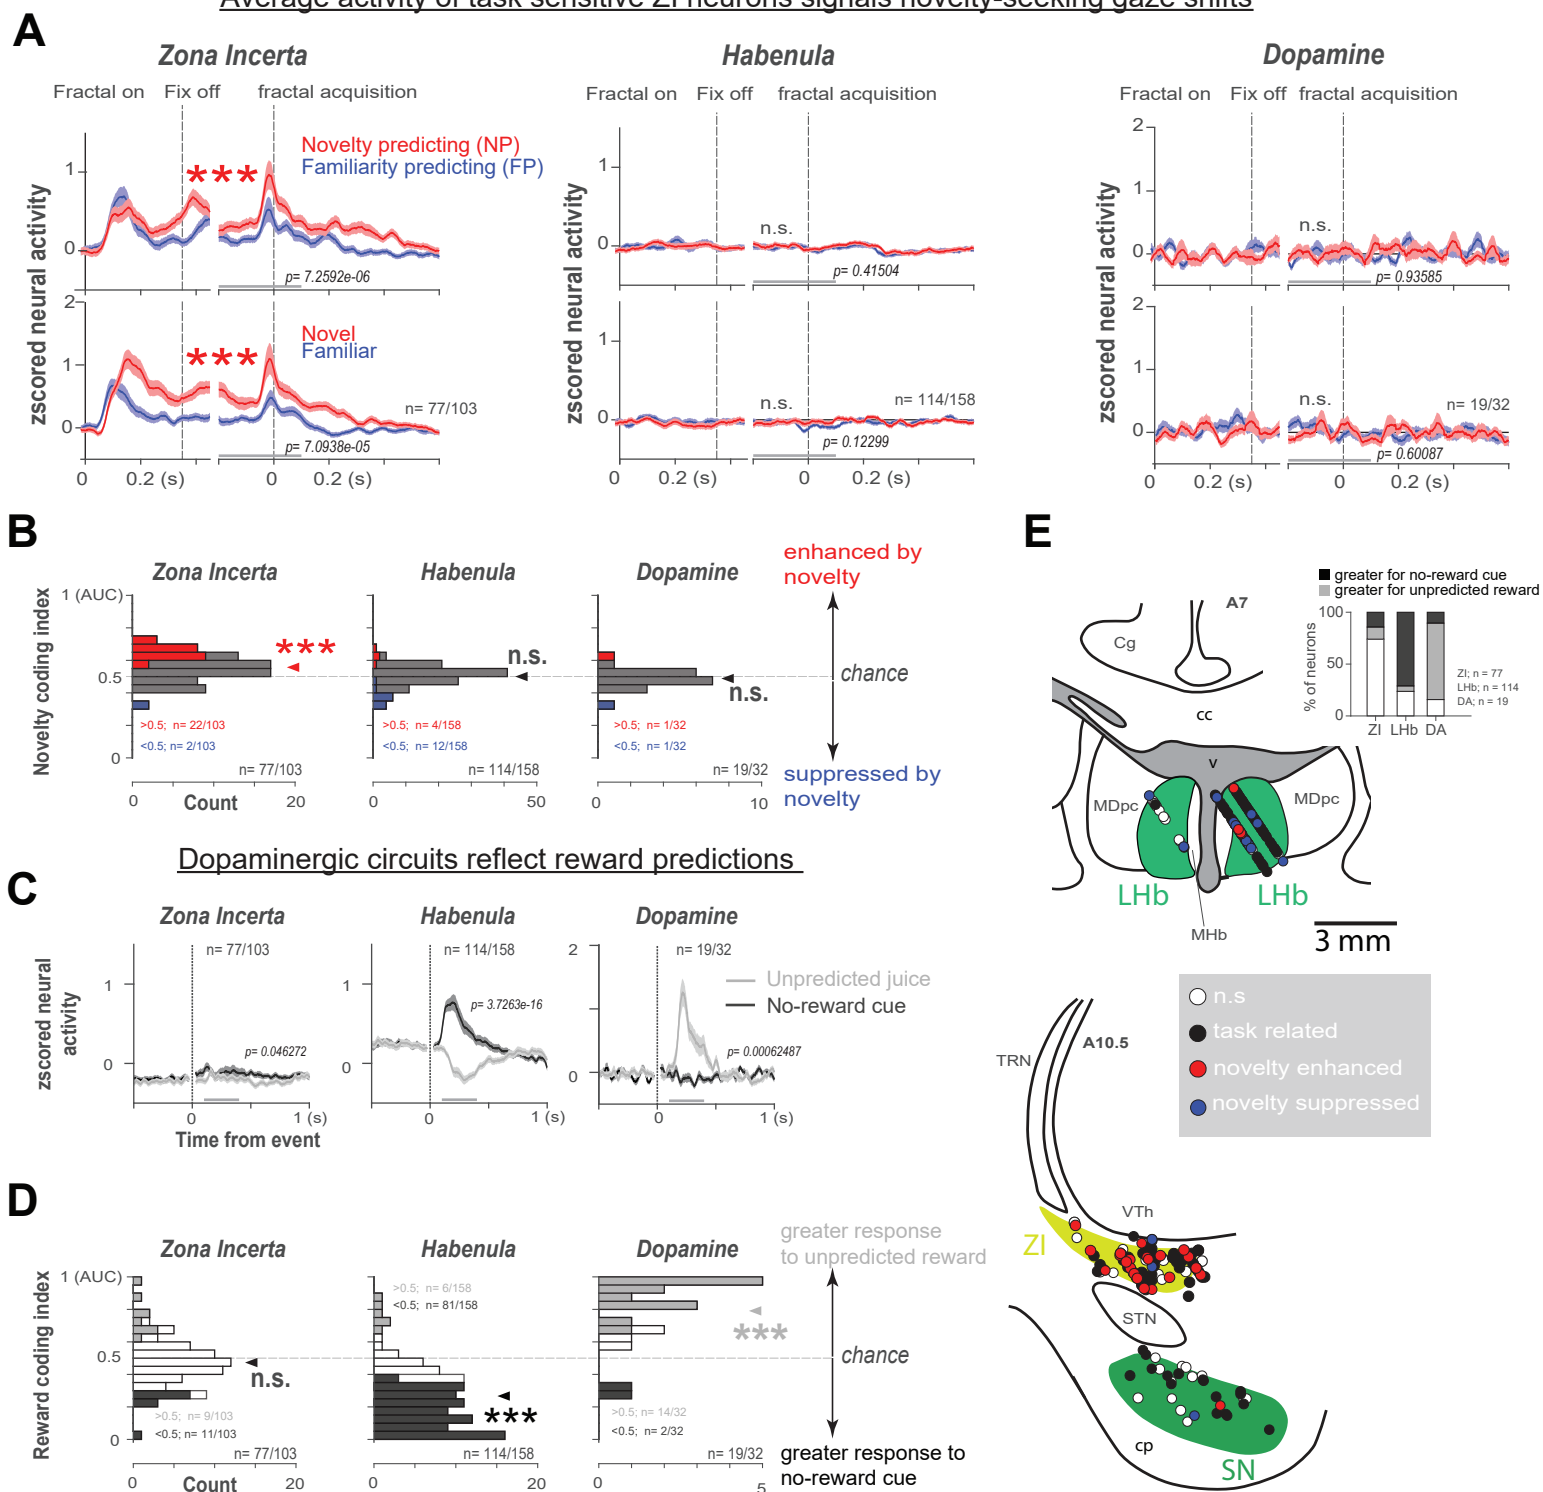 Average activity of task sensitive ZI neurons signals novelty-seeking gaze shifts
A
Zona Incerta
Habenula
Dopamine
Fractal on
Fix off
fractal acquisition
Fractal on
Fix off
fractal acquisition
Fractal on
Fix off
fractal acquisition
zscored neural activity
1
0
***
Novelty predicting (NP)
Familiarity predicting (FP)
p= 7.2592e-06
2
1
0
***
Novel
Familiar
n= 77/103
p= 7.0938e-05
0
0.2 (s)
0
0.2 (s)
zscored neural activity
1
0
n.s.
p= 0.41504
1
0
n.s.
n= 114/158
p= 0.12299
0
0.2 (s)
0
0.2 (s)
zscored neural activity
2
1
0
n.s.
p= 0.93585
2
1
0
n.s.
n= 19/32
p= 0.60087
0
0.2 (s)
0
0.2 (s)
B
Zona Incerta
Habenula
Dopamine
Novelty coding index
1 (AUC)
0.5
0
***
>0.5; n= 22/103
<0.5; n= 2/103
n= 77/103
0
Count
20
n.s.
>0.5; n= 4/158
<0.5; n= 12/158
n= 114/158
0
50
n.s.
>0.5; n= 1/32
<0.5; n= 1/32
n= 19/32
0
10
enhanced by
novelty
chance
suppressed by
novelty
Dopaminergic circuits reflect reward predictions
C
Zona Incerta
Habenula
Dopamine
zscored neural
activity
n= 77/103
1
0
p= 0.046272
0
1 (s)
Time from event
n= 114/158
1
0
p= 3.7263e-16
0
1 (s)
n= 19/32
2
0
p= 0.00062487
0
1 (s)
Unpredicted juice
No-reward cue
D
Zona Incerta
Habenula
Dopamine
Reward coding index
1 (AUC)
0.5
0
n.s.
>0.5; n= 9/103
<0.5; n= 11/103
n= 77/103
0
Count
20
>0.5; n= 6/158
<0.5; n= 81/158
***
n= 114/158
0
20
***
>0.5; n= 14/32
<0.5; n= 2/32
n= 19/32
0
5
greater response
to unpredicted reward
chance
greater response to
no-reward cue
E
greater for no-reward cue
greater for unpredicted reward
% of neurons
100
50
0
ZI LHb DA
ZI; n = 77
LHb; n = 114
DA; n = 19
A7
Cg
cc
v
MDpc
MDpc
LHb
LHb
MHb
3 mm
n.s
task related
novelty enhanced
novelty suppressed
TRN
A10.5
VTh
ZI
STN
cp
SN